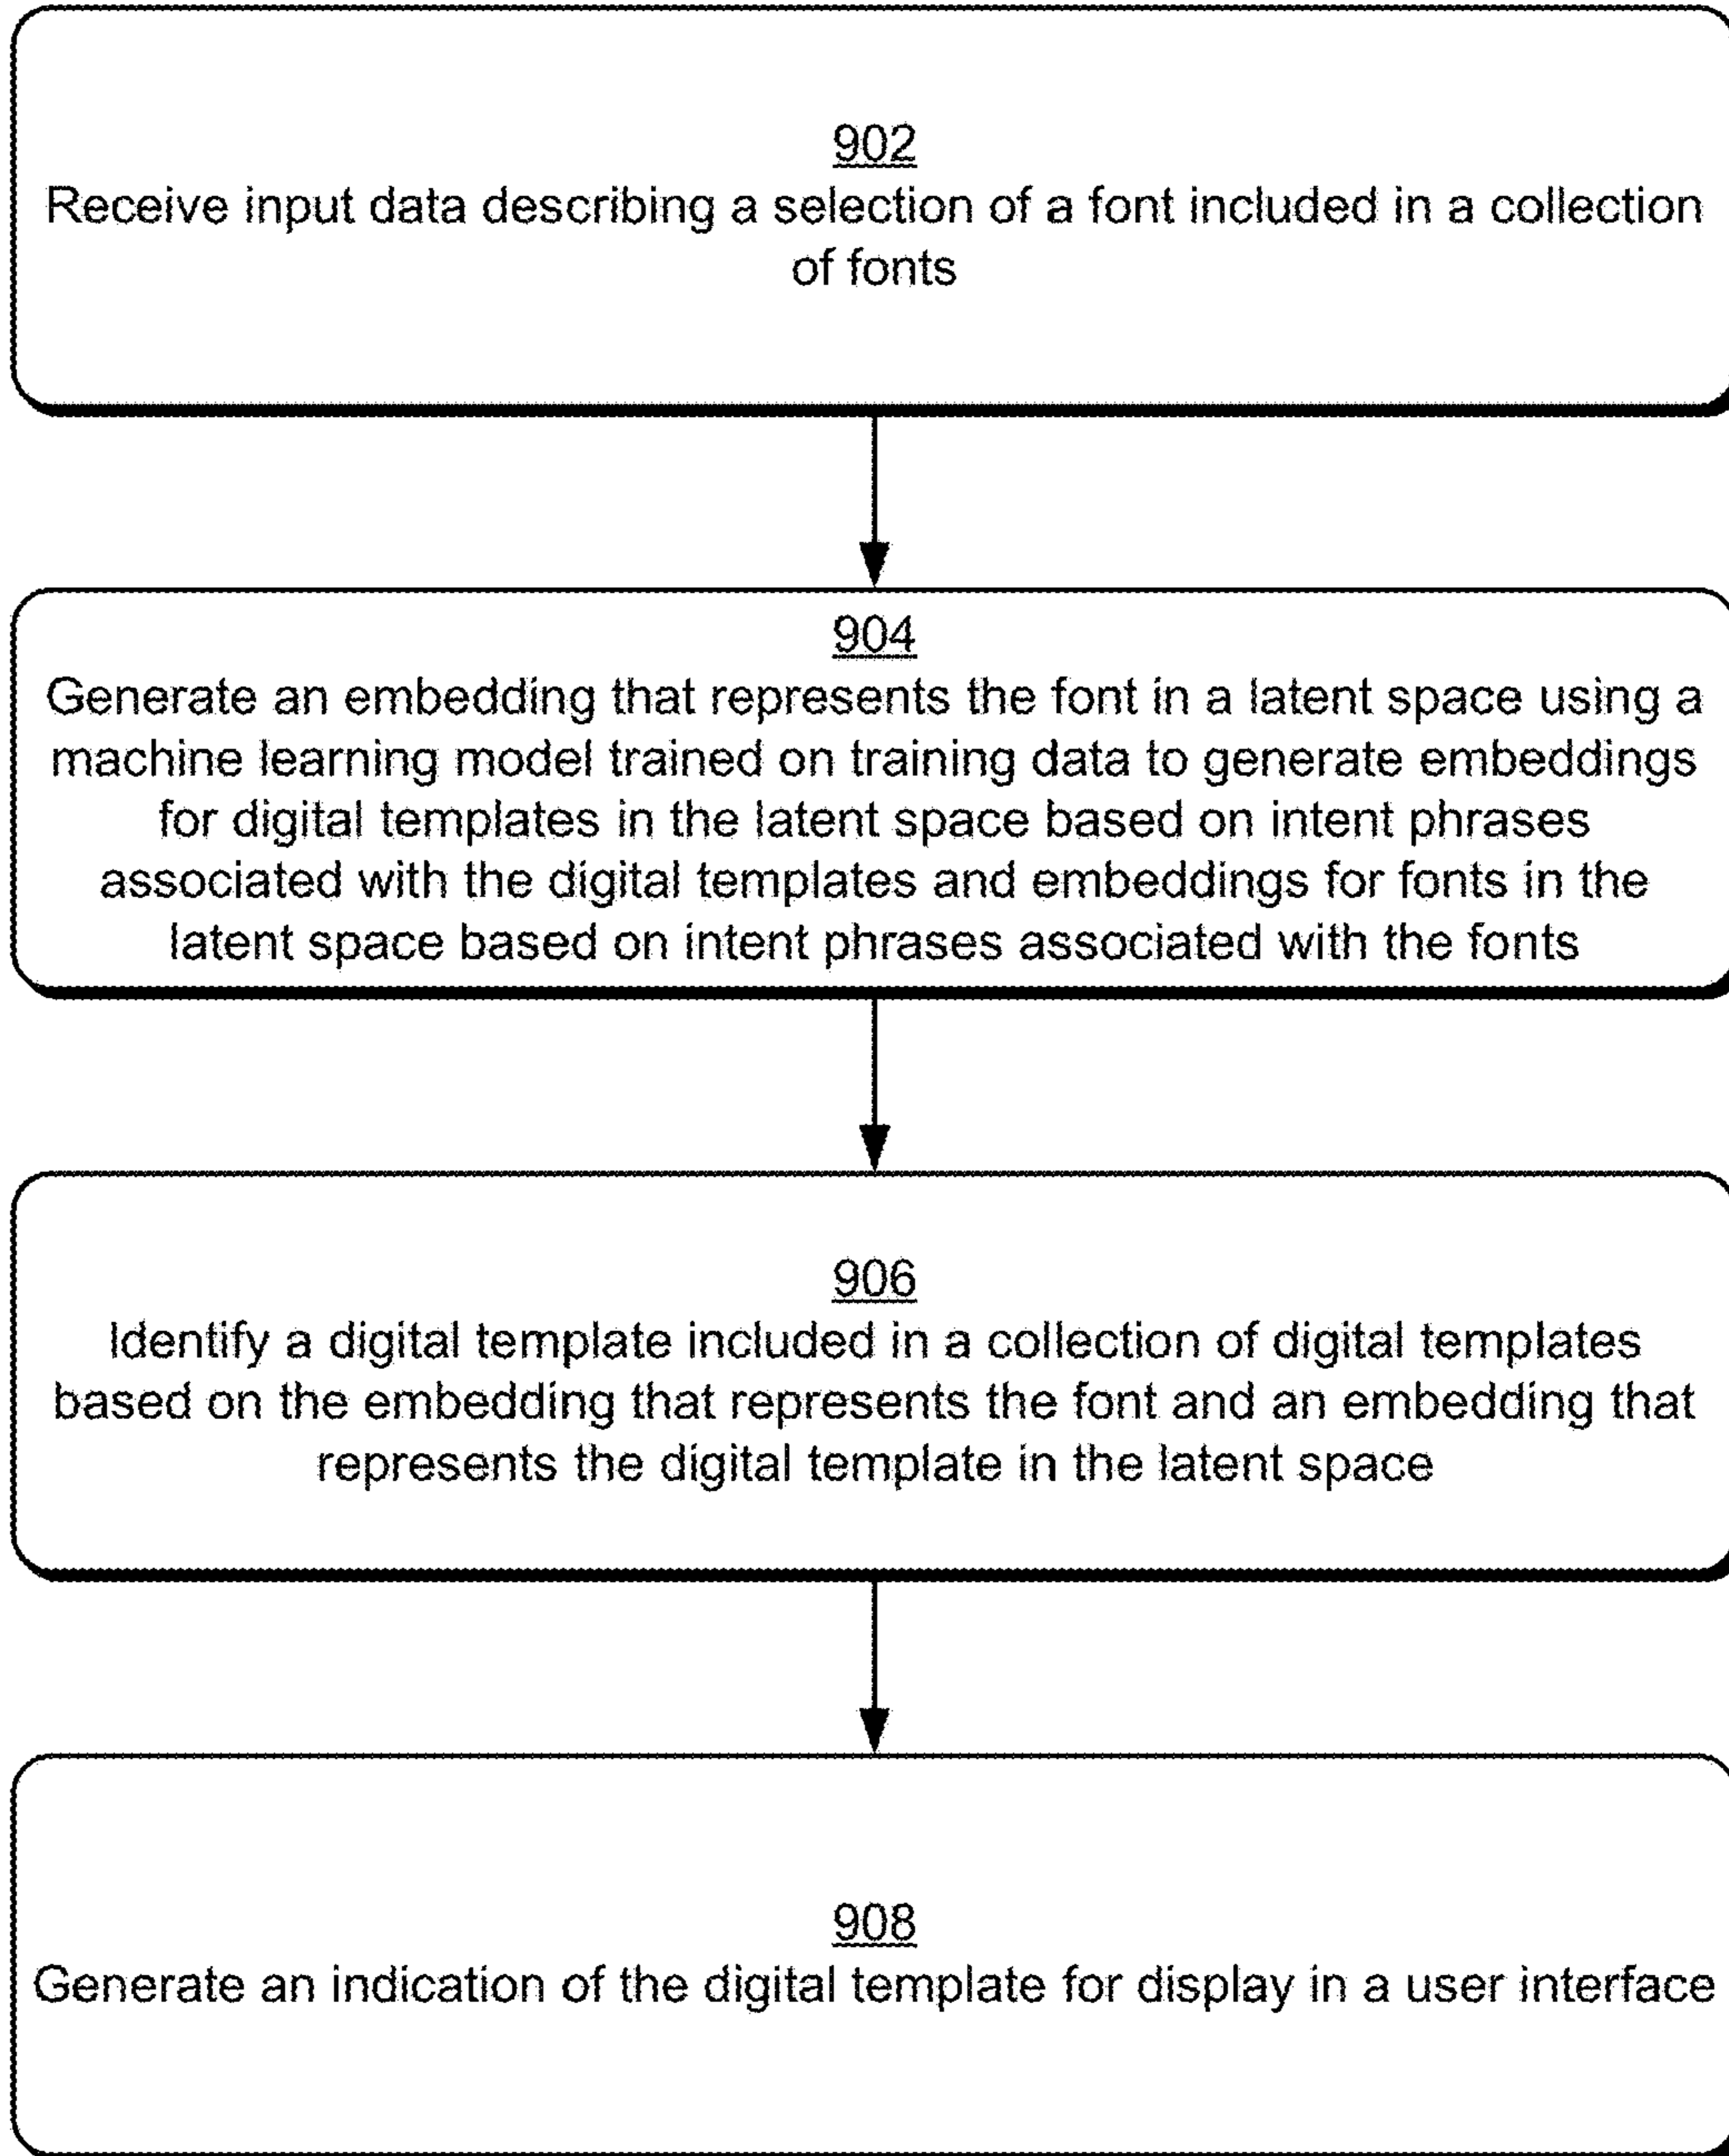 902
Receive input data describing a selection of a font included in a collection
of fonts
904
Generate an embedding that represents the font in a latent space using a
machine learning model trained on training data to generate embeddings
for digital templates in the latent space based on intent phrases
associated with the digital templates and embeddings for fonts in the
latent space based on intent phrases associated with the fonts
906
Identify a digital template included in a collection of digital templates
based on the embedding that represents the font and an embedding that
represents the digital template in the latent space
908
Generate an indication of the digital template for display in a user interface